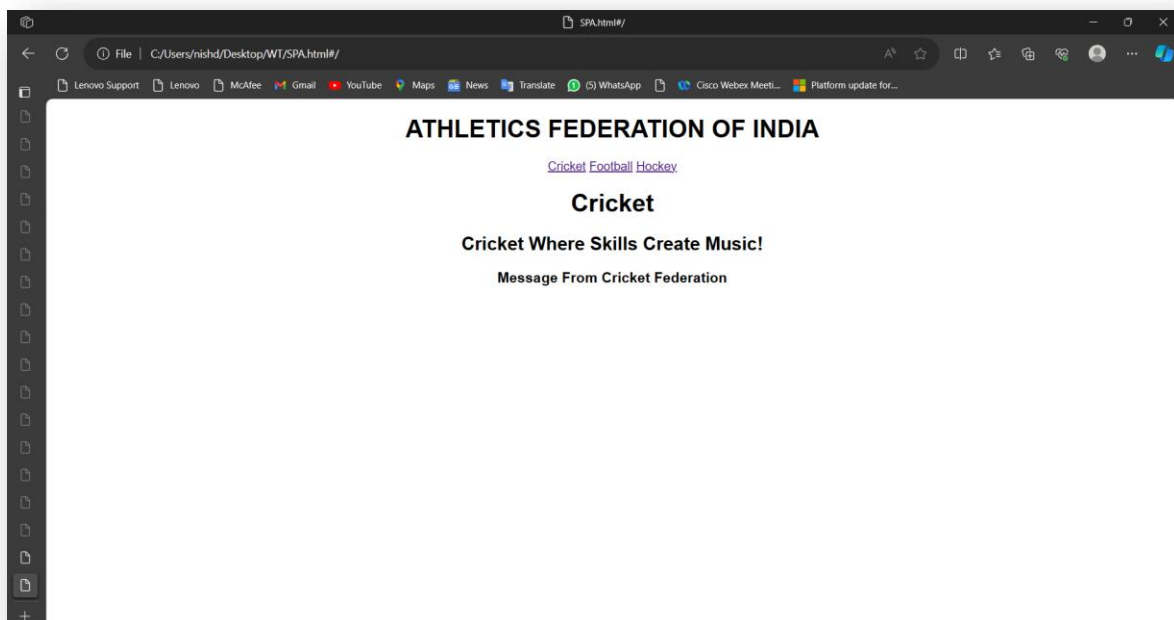 SPA.html#/
File C:/Users/nishd/Desktop/WT/SPA.html#/
Lenovo Support Lenovo McAfee Gmail YouTube Maps News Translate (5) WhatsApp Cisco Webex Meeti... Platform update for...
ATHLETICS FEDERATION OF INDIA
Cricket Football Hockey
Cricket
Cricket Where Skills Create Music!
Message From Cricket Federation